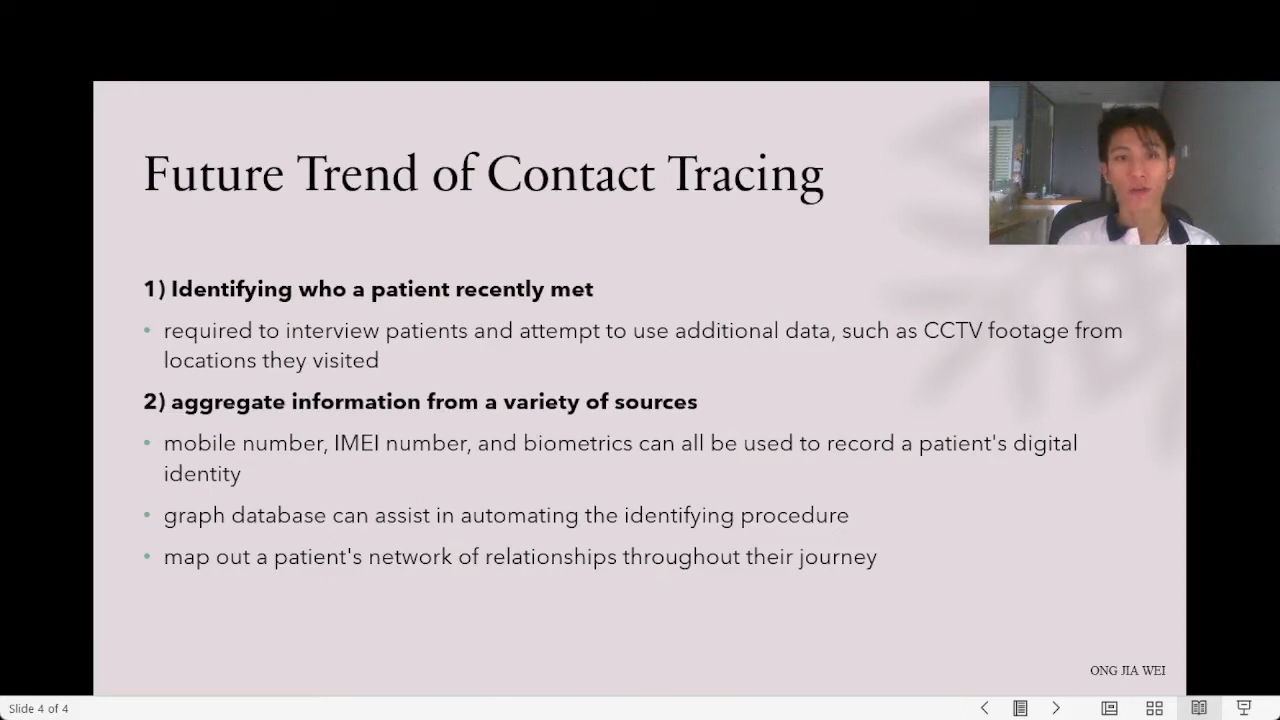 Future Trend of Contact Tracing
1) Identifying who a patient recently met
• required to interview patients and attempt to use additional data, such as CCTV footage from
locations they visited
2) aggregate information from a variety of sources
• mobile number, IMEI number, and biometrics can all be used to record a patient's digital
identity
• graph database can assist in automating the identifying procedure
• map out a patient's network of relationships throughout their journey
ONG JIA WEI
Slide 4 of 4